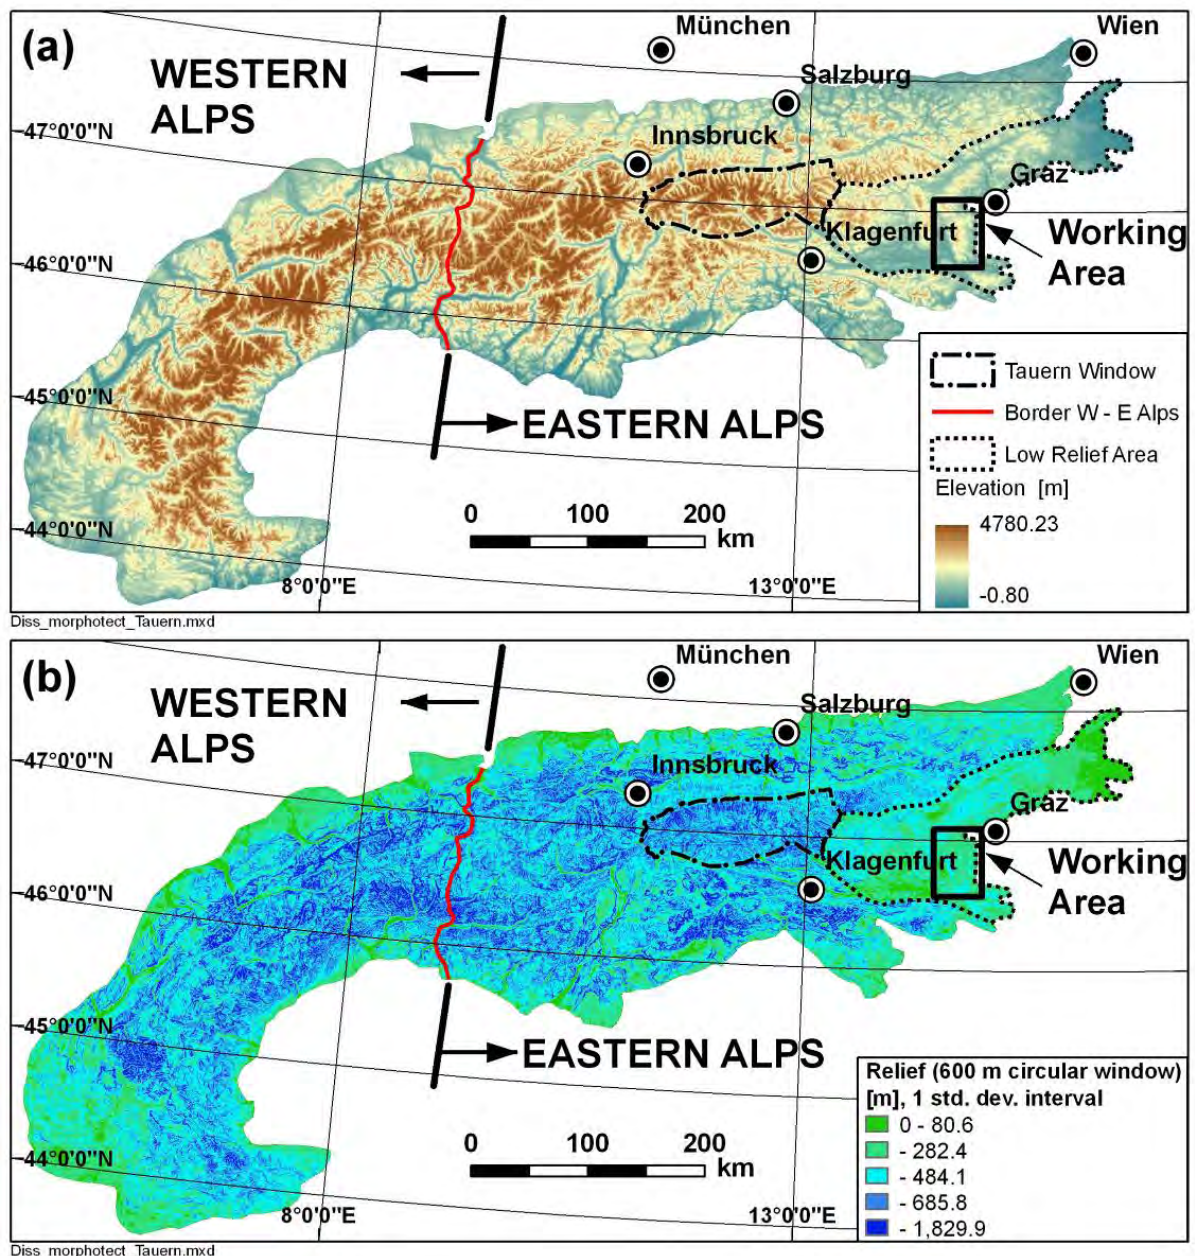 (a)
München
Wien
WESTERN
ALPS
Salzburg
47°0'0"N
Innsbruck
Graz
Klagenfurt
Working
Area
46°0'0"N
Tauern Window
45°0'0"N
Border W - E Alps
EASTERN ALPS
Low Relief Area
Elevation [m]
4780.23
0 100 200
km
44°0'0"N
8°0'0"E
13°0'0"E
-0.80
Diss_morphotect_Tauern.mxd
(b)
München
Wien
WESTERN
ALPS
Salzburg
47°0'0"N
Innsbruck
Graz
Klagenfurt
Working
Area
46°0'0"N
45°0'0"N
EASTERN ALPS
Relief (600 m circular window)
[m], 1 std. dev. interval
0 - 80.6
- 282.4
- 484.1
- 685.8
- 1,829.9
0 100 200
km
44°0'0"N
8°0'0"E
13°0'0"E
Diss_morphotect_Tauern.mxd